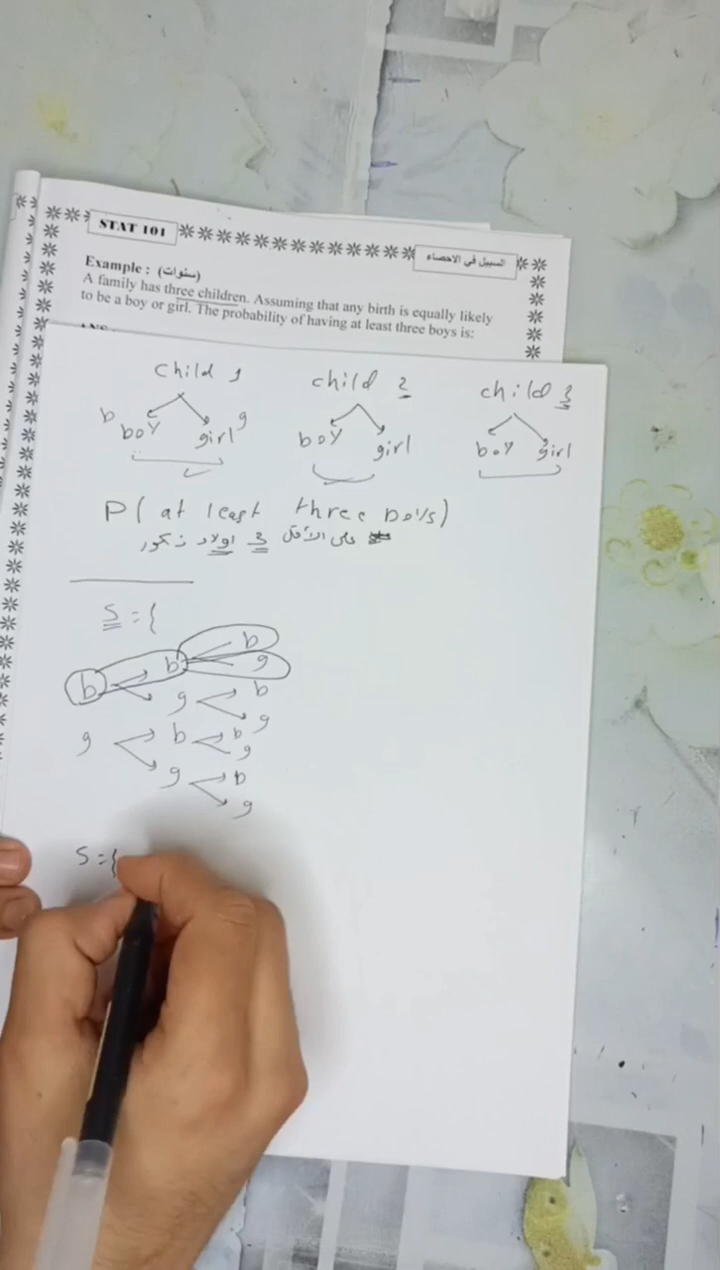 STAT 101
السبيل في الاحصاء
Example : (سنوات)
A family has three children. Assuming that any birth is equally likely
to be a boy or girl. The probability of having at least three boys is:
child 1 child 2 child 3
b boy girl g boy girl boy girl
P( at least three boys)
على الأقل 3 اولاد ذكور
S = {
b
b g
b g b
g
g b b
g
g b
g
S = {